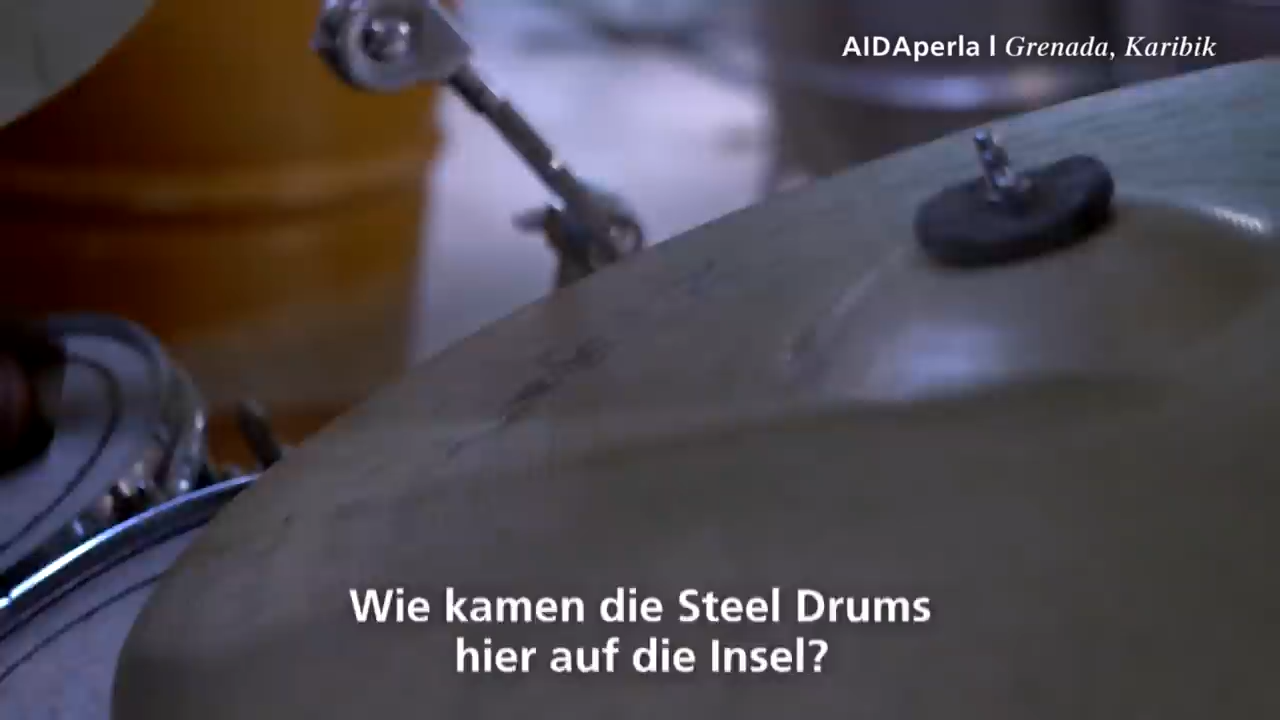 AIDAperla | Grenada, Karibik
Wie kamen die Steel Drums
hier auf die Insel?